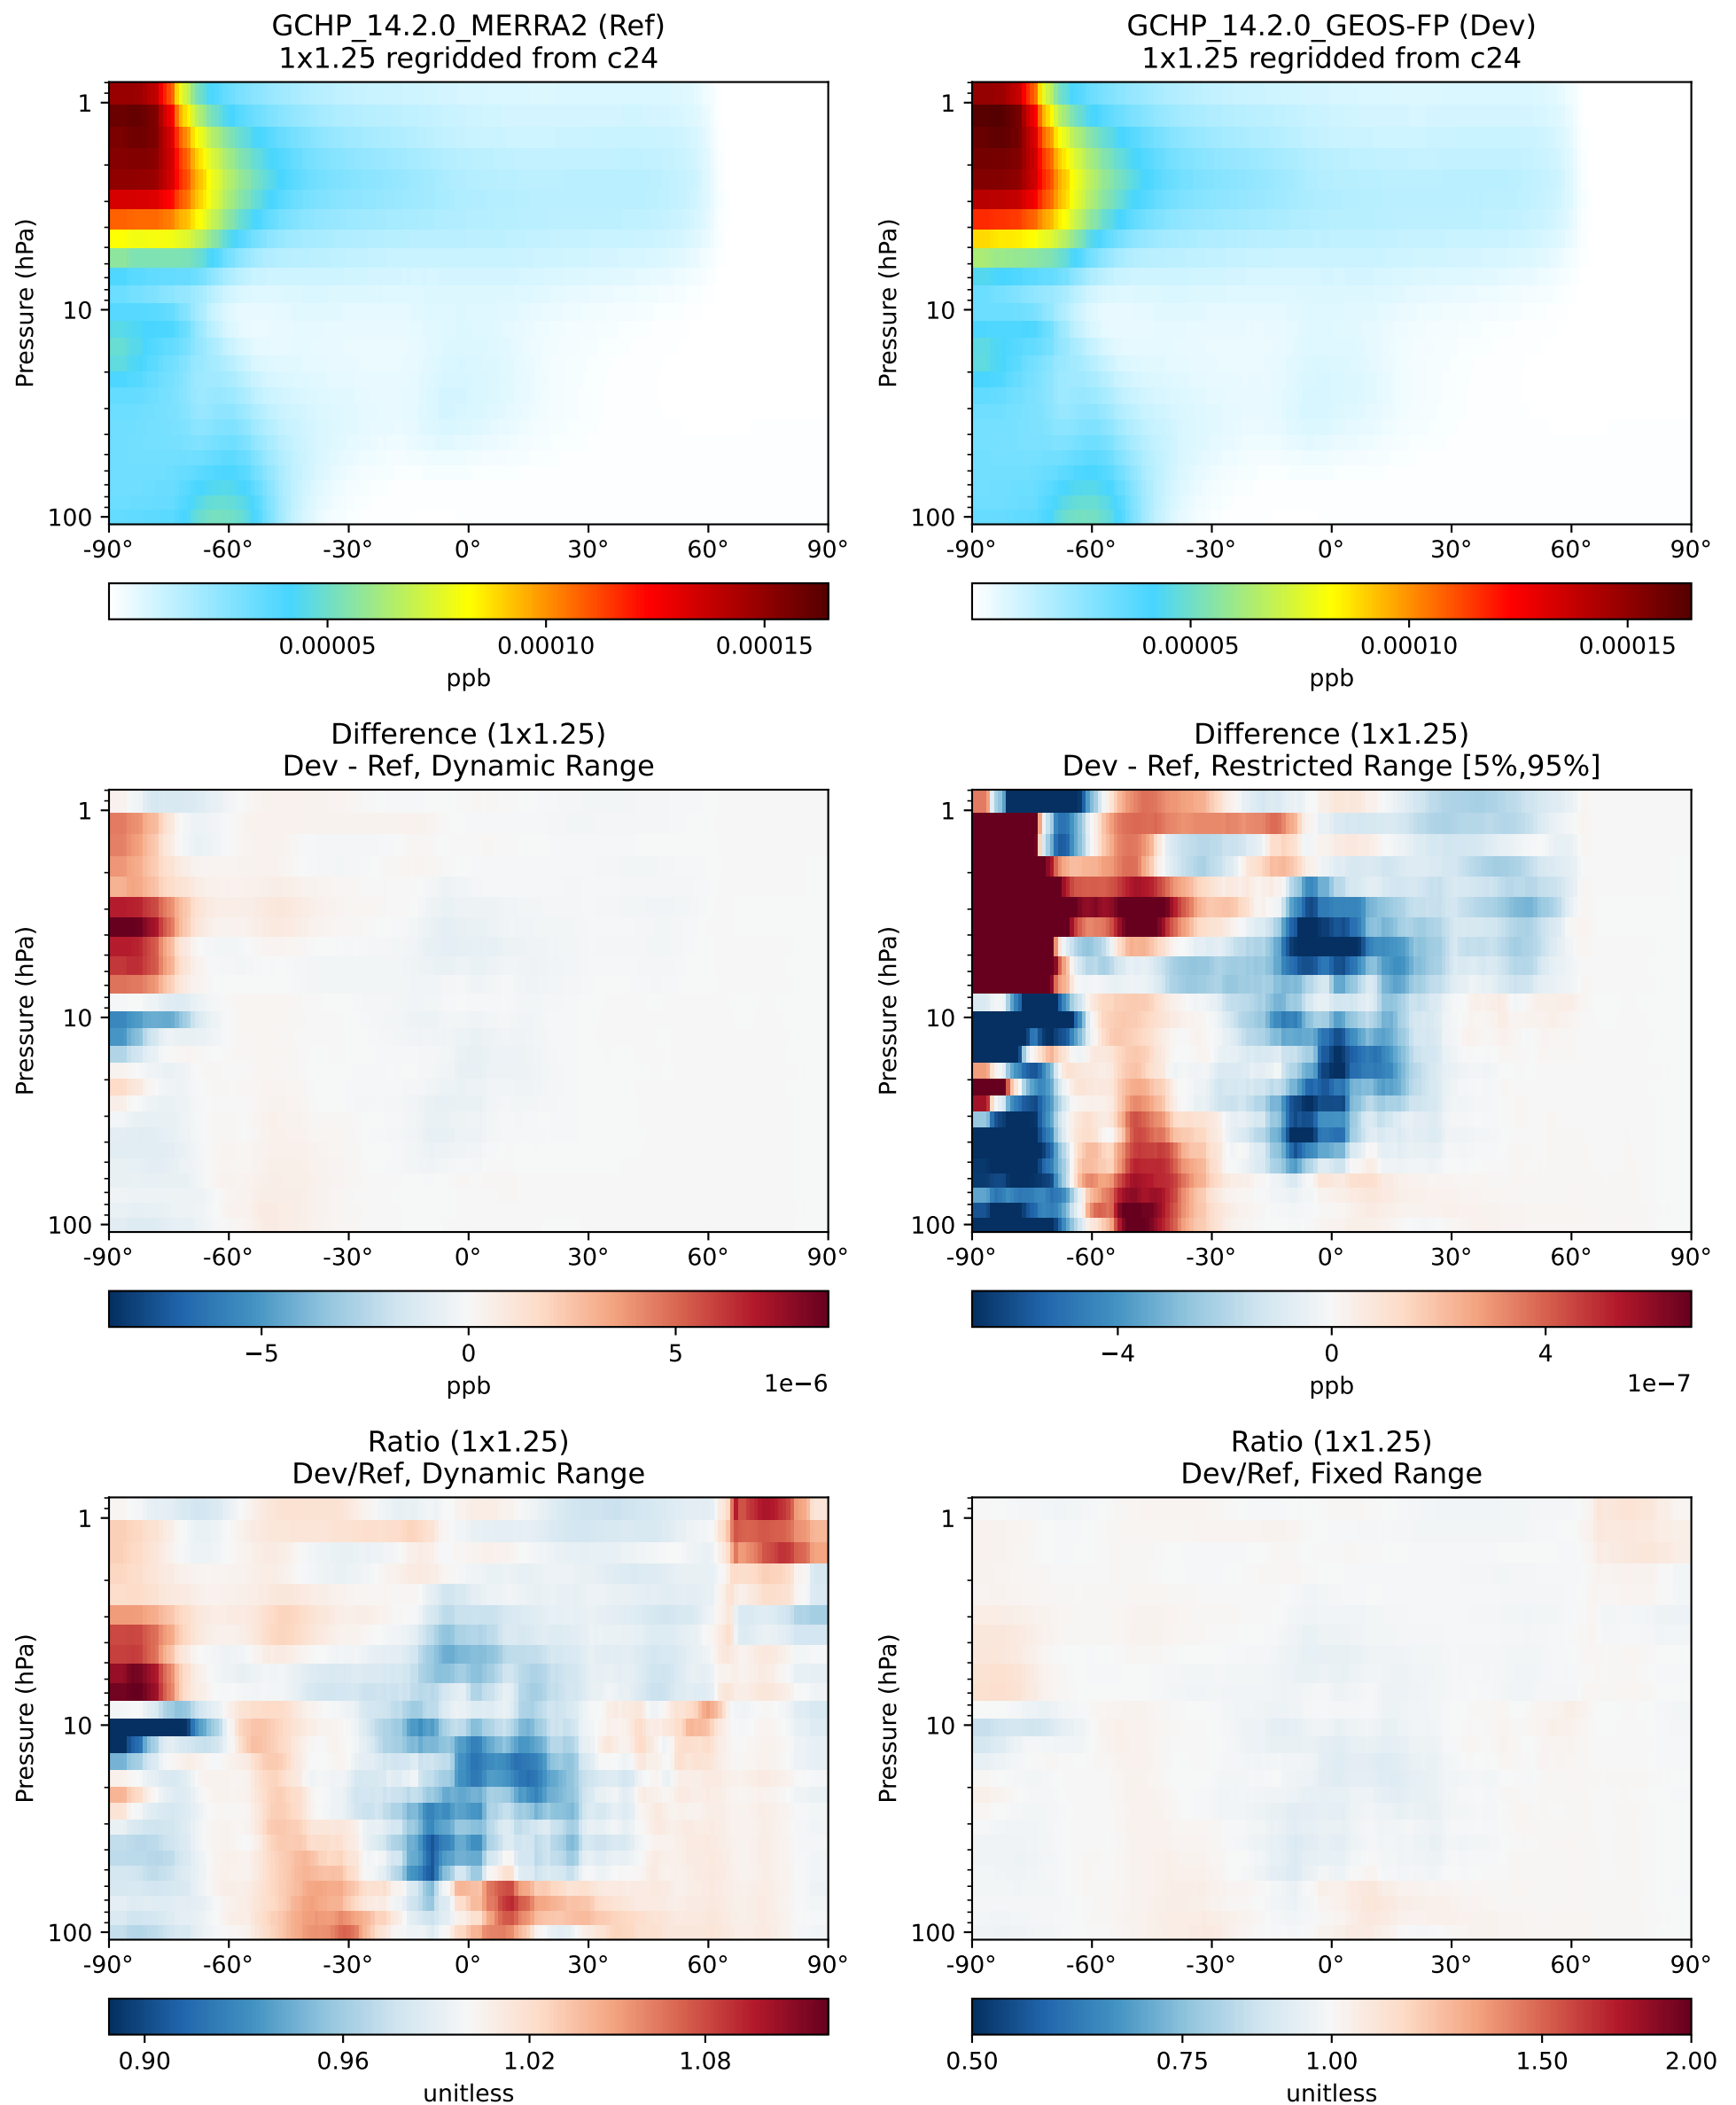 GCHP_14.2.0_MERRA2 (Ref)
1x1.25 regridded from c24
Pressure (hPa)
1
10
100
-90° -60° -30° 0° 30° 60° 90°
0.00005 0.00010 0.00015
ppb
GCHP_14.2.0_GEOS-FP (Dev)
1x1.25 regridded from c24
Pressure (hPa)
1
10
100
-90° -60° -30° 0° 30° 60° 90°
0.00005 0.00010 0.00015
ppb
Difference (1x1.25)
Dev - Ref, Dynamic Range
Pressure (hPa)
1
10
100
-90° -60° -30° 0° 30° 60° 90°
−5 0 5
1e−6
ppb
Difference (1x1.25)
Dev - Ref, Restricted Range [5%,95%]
Pressure (hPa)
1
10
100
-90° -60° -30° 0° 30° 60° 90°
−4 0 4
1e−7
ppb
Ratio (1x1.25)
Dev/Ref, Dynamic Range
Pressure (hPa)
1
10
100
-90° -60° -30° 0° 30° 60° 90°
0.90 0.96 1.02 1.08
unitless
Ratio (1x1.25)
Dev/Ref, Fixed Range
Pressure (hPa)
1
10
100
-90° -60° -30° 0° 30° 60° 90°
0.50 0.75 1.00 1.50 2.00
unitless